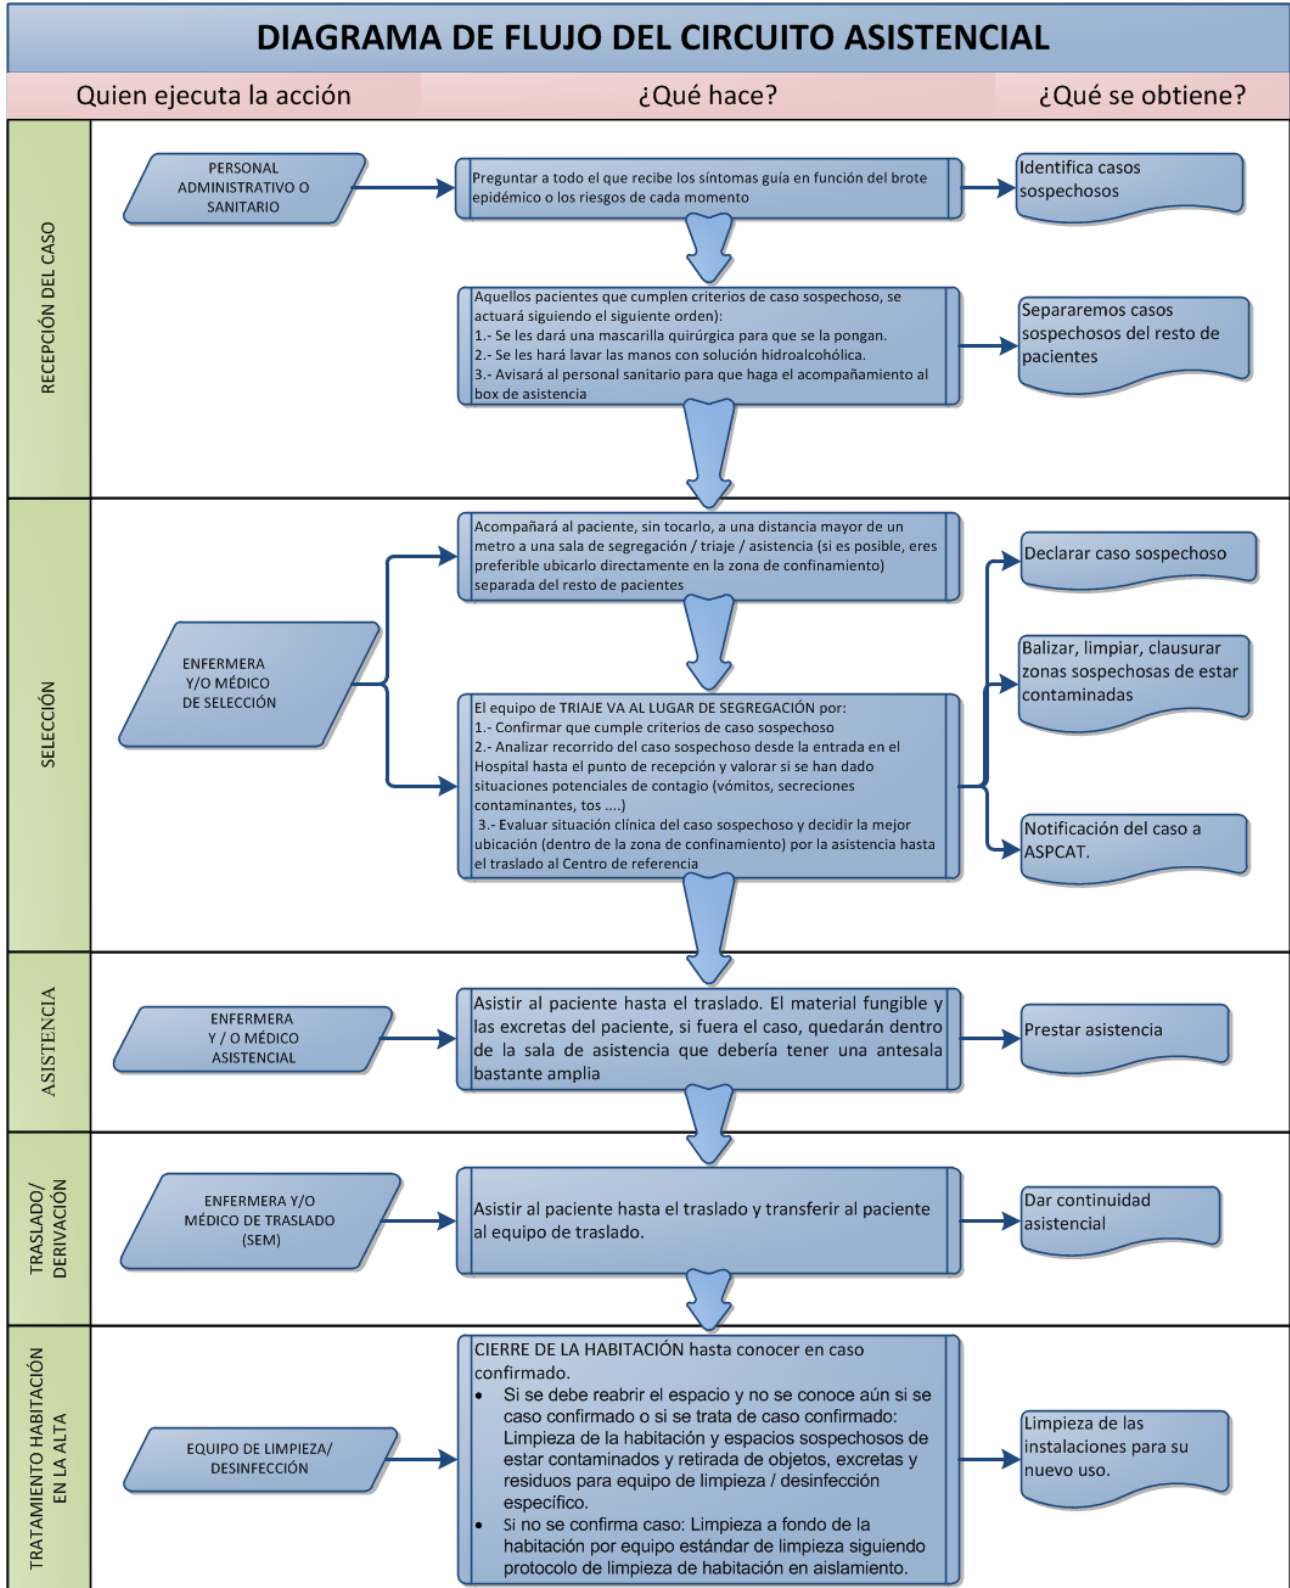 DIAGRAMA DE FLUJO DEL CIRCUITO ASISTENCIAL
Quien ejecuta la acción
¿Qué hace?
¿Qué se obtiene?
RECEPCIÓN DEL CASO
PERSONAL
ADMINISTRATIVO O
SANITARIO
Preguntar a todo el que recibe los síntomas guía en función del brote
epidémico o los riesgos de cada momento
Identifica casos
sospechosos
Aquellos pacientes que cumplen criterios de caso sospechoso, se
actuará siguiendo el siguiente orden):
1.- Se les dará una mascarilla quirúrgica para que se la pongan.
2.- Se les hará lavar las manos con solución hidroalcohólica.
3.- Avisará al personal sanitario para que haga el acompañamiento al
box de asistencia
Separaremos casos
sospechosos del resto de
pacientes
SELECCIÓN
ENFERMERA
Y/O MÉDICO
DE SELECCIÓN
Acompañará al paciente, sin tocarlo, a una distancia mayor de un
metro a una sala de segregación / triaje / asistencia (si es posible, eres
preferible ubicarlo directamente en la zona de confinamiento)
separada del resto de pacientes
El equipo de TRIAJE VA AL LUGAR DE SEGREGACIÓN por:
1.- Confirmar que cumple criterios de caso sospechoso
2.- Analizar recorrido del caso sospechoso desde la entrada en el
Hospital hasta el punto de recepción y valorar si se han dado
situaciones potenciales de contagio (vómitos, secreciones
contaminantes, tos ....)
3.- Evaluar situación clínica del caso sospechoso y decidir la mejor
ubicación (dentro de la zona de confinamiento) por la asistencia hasta
el traslado al Centro de referencia
Declarar caso sospechoso
Balizar, limpiar, clausurar
zonas sospechosas de estar
contaminadas
Notificación del caso a
ASPCAT.
ASISTENCIA
ENFERMERA
Y / O MÉDICO
ASISTENCIAL
Asistir al paciente hasta el traslado. El material fungible y
las excretas del paciente, si fuera el caso, quedarán dentro
de la sala de asistencia que debería tener una antesala
bastante amplia
Prestar asistencia
TRASLADO/
DERIVACIÓN
ENFERMERA Y/O
MÉDICO DE TRASLADO
(SEM)
Asistir al paciente hasta el traslado y transferir al paciente
al equipo de traslado.
Dar continuidad
asistencial
TRATAMIENTO HABITACIÓN
EN LA ALTA
EQUIPO DE LIMPIEZA/
DESINFECCIÓN
CIERRE DE LA HABITACIÓN hasta conocer en caso
confirmado.
• Si se debe reabrir el espacio y no se conoce aún si se
caso confirmado o si se trata de caso confirmado:
Limpieza de la habitación y espacios sospechosos de
estar contaminados y retirada de objetos, excretas y
residuos para equipo de limpieza / desinfección
específico.
• Si no se confirma caso: Limpieza a fondo de la
habitación por equipo estándar de limpieza siguiendo
protocolo de limpieza de habitación en aislamiento.
Limpieza de las
instalaciones para su
nuevo uso.